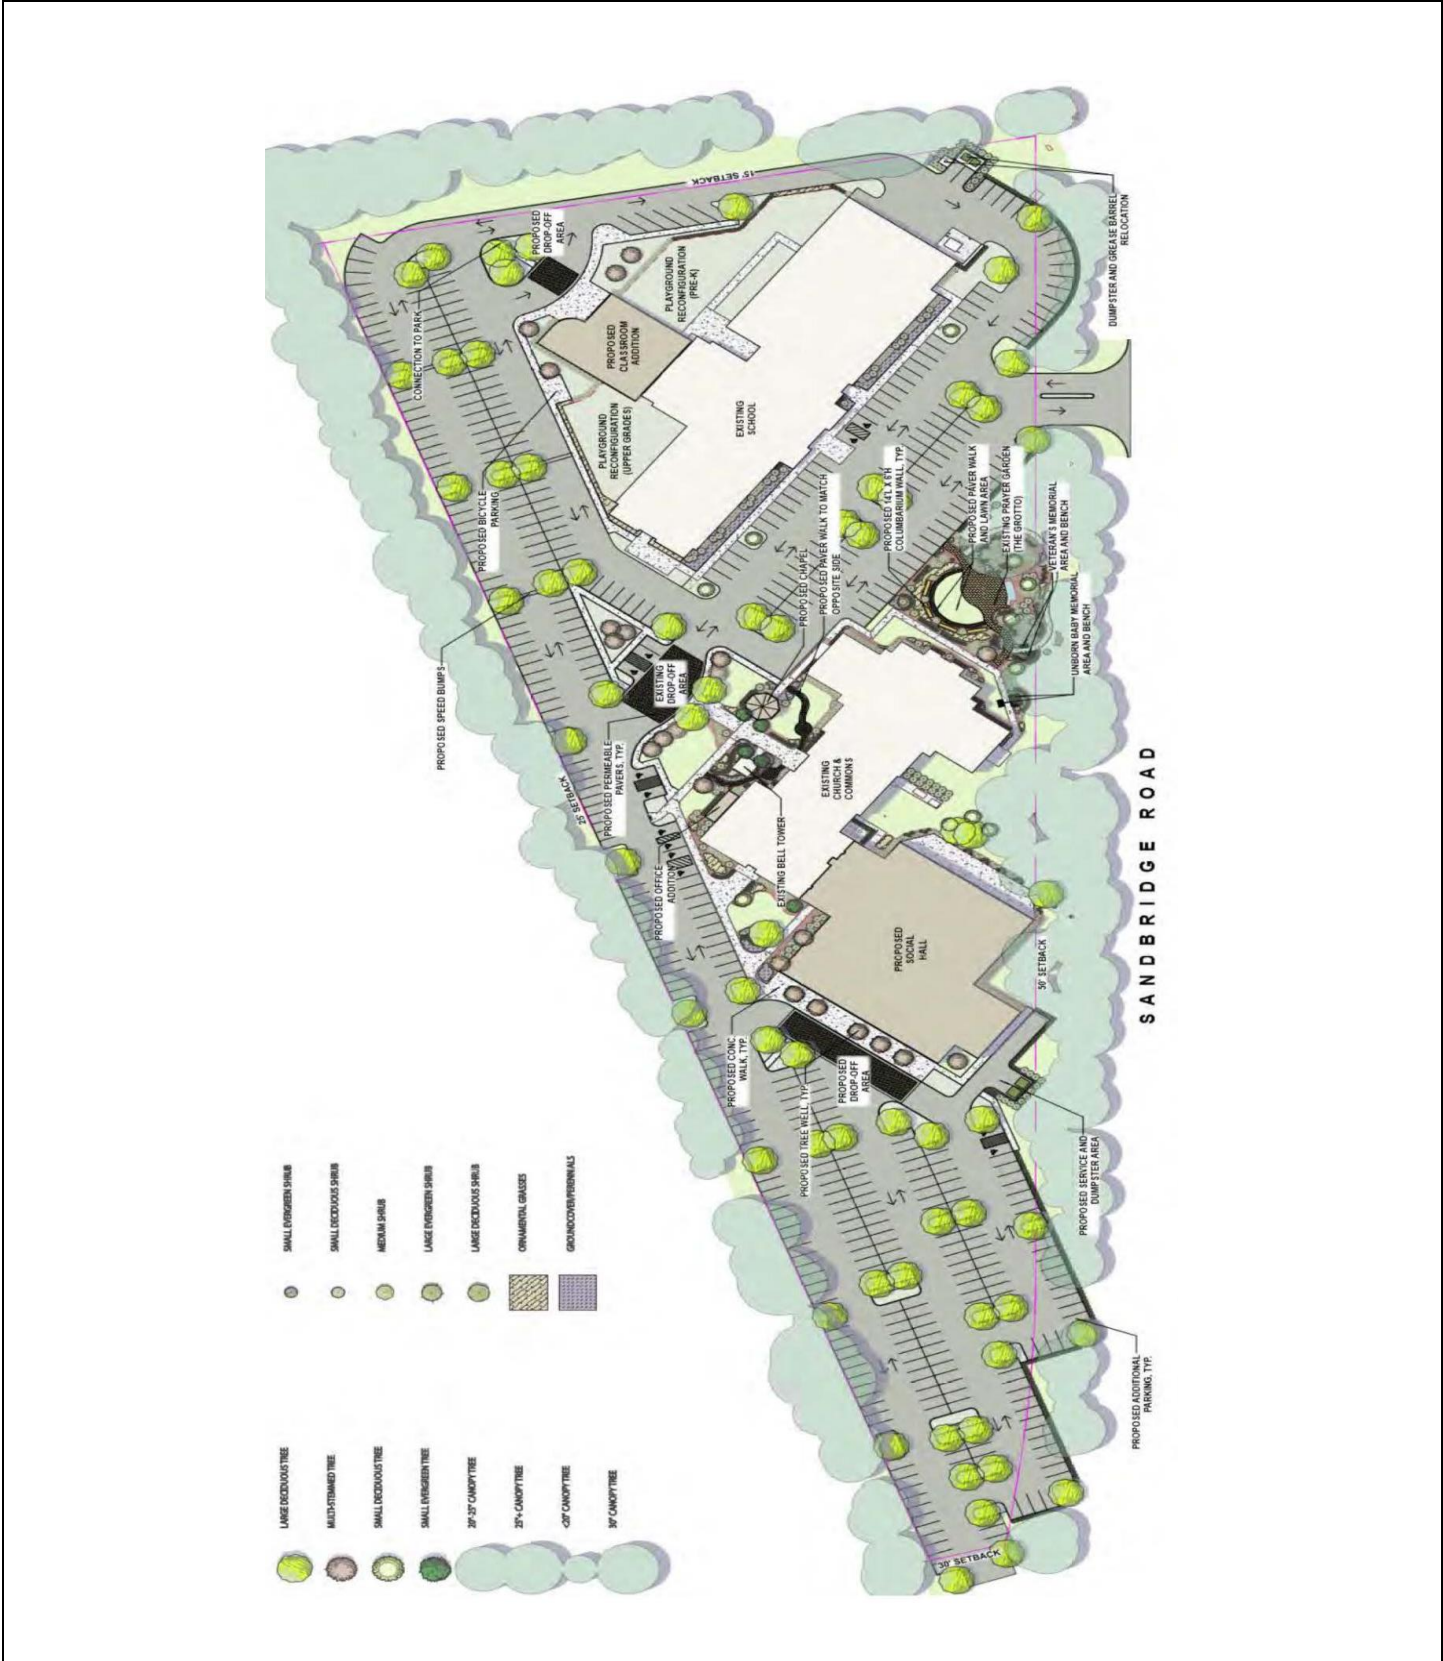 LARGE DECIDUOUS TREE
MULTI-STEMMED TREE
SMALL DECIDUOUS TREE
SMALL EVERGREEN TREE
20'-25' CANOPY TREE
25'+ CANOPY TREE
<20' CANOPY TREE
30' CANOPY TREE
SMALL EVERGREEN SHRUB
SMALL DECIDUOUS SHRUB
MEDIUM SHRUB
LARGE EVERGREEN SHRUB
LARGE DECIDUOUS SHRUB
ORNAMENTAL GRASSES
GROUNDCOVER/PERENNIALS
30' SETBACK
PROPOSED ADDITIONAL
PARKING, TYP.
PROPOSED SERVICE AND
DUMPSTER AREA
PROPOSED TREE WELL, TYP.
PROPOSED
DROP-OFF
AREA
PROPOSED CONC.
WALK, TYP.
PROPOSED
SOCIAL
HALL
50' SETBACK
SANDBRIDGE ROAD
PROPOSED OFFICE
ADDITION
EXISTING BELL TOWER
EXISTING
CHURCH &
COMMONS
25' SETBACK
PROPOSED PERMEABLE
PAVERS, TYP.
EXISTING
DROP-OFF
AREA
PROPOSED SPEED BUMPS
PROPOSED CHAPEL
PROPOSED PAVER WALK TO MATCH
OPPOSITE SIDE
UNBORN BABY MEMORIAL
AREA AND BENCH
VETERAN'S MEMORIAL
AREA AND BENCH
EXISTING PRAYER GARDEN
(THE GROTTO)
PROPOSED PAVER WALK
AND LAWN AREA
PROPOSED 14'L X 6'H
COLUMBARIUM WALL, TYP.
PROPOSED BICYCLE
PARKING
PLAYGROUND
RECONFIGURATION
(UPPER GRADES)
EXISTING
SCHOOL
PROPOSED
CLASSROOM
ADDITION
PLAYGROUND
RECONFIGURATION
(PRE-K)
CONNECTION TO PARK
PROPOSED
DROP-OFF
AREA
15' SETBACK
DUMPSTER AND GREASE BARREL
RELOCATION